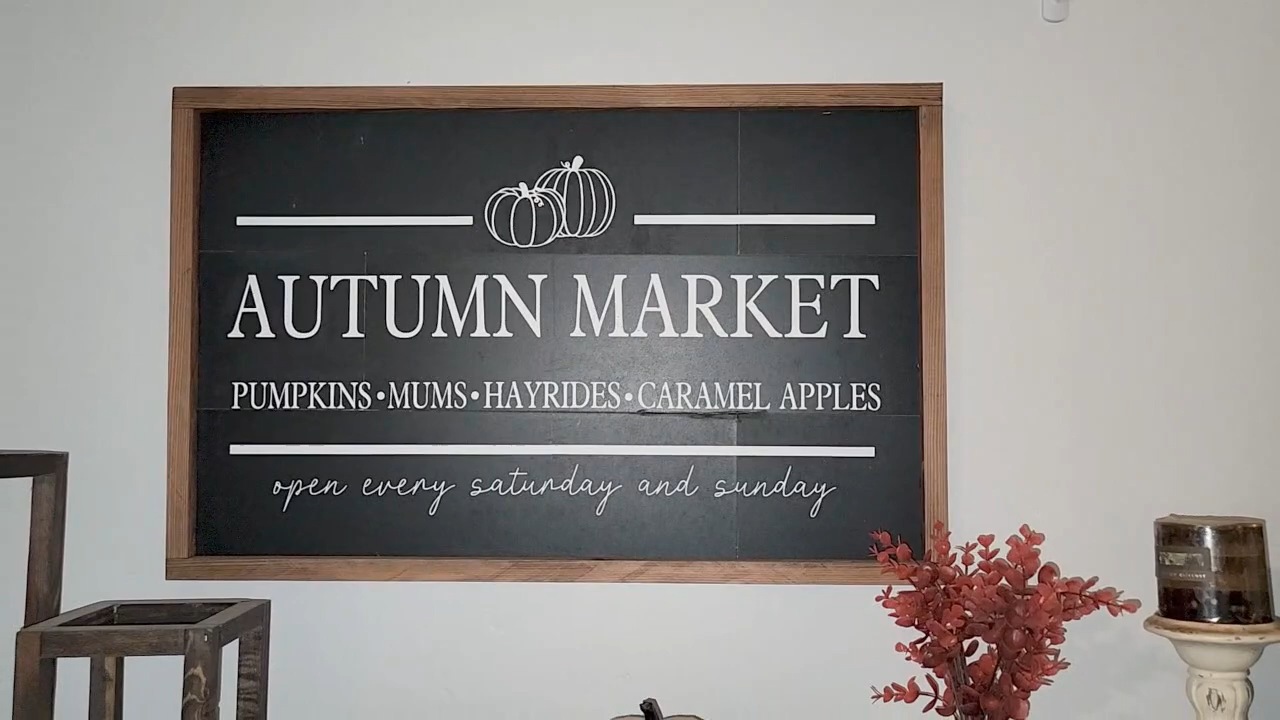 AUTUMN MARKET
PUMPKINS•MUMS•HAYRIDES•CARAMEL APPLES
open every saturday and sunday